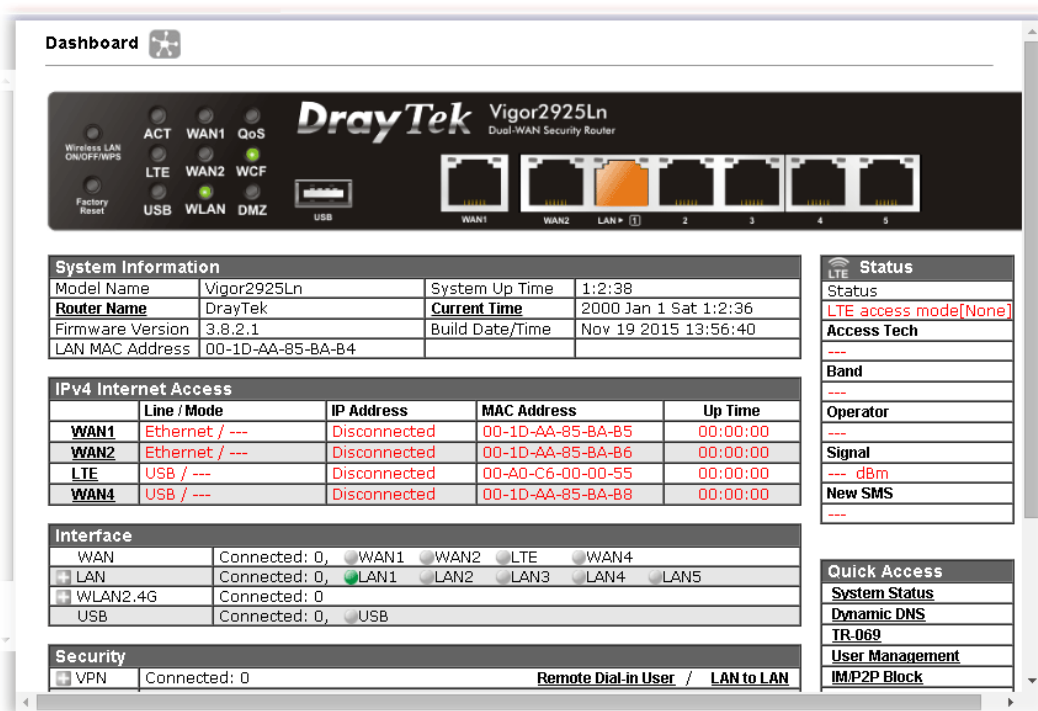 Dashboard
DrayTek Vigor2925Ln
Dual-WAN Security Router
Wireless LAN
ON/OFF/WPS
ACT WAN1 QoS
LTE WAN2 WCF
Factory
Reset
USB WLAN DMZ
USB
WAN1 WAN2 LAN 1 2 3 4 5
System Information
Model Name Vigor2925Ln System Up Time 1:2:38
Router Name DrayTek Current Time 2000 Jan 1 Sat 1:2:36
Firmware Version 3.8.2.1 Build Date/Time Nov 19 2015 13:56:40
LAN MAC Address 00-1D-AA-85-BA-B4
IPv4 Internet Access
Line / Mode IP Address MAC Address Up Time
WAN1 Ethernet / --- Disconnected 00-1D-AA-85-BA-B5 00:00:00
WAN2 Ethernet / --- Disconnected 00-1D-AA-85-BA-B6 00:00:00
LTE USB / --- Disconnected 00-A0-C6-00-00-55 00:00:00
WAN4 USB / --- Disconnected 00-1D-AA-85-BA-B8 00:00:00
Interface
WAN Connected: 0, WAN1 WAN2 LTE WAN4
LAN Connected: 0, LAN1 LAN2 LAN3 LAN4 LAN5
WLAN2.4G Connected: 0
USB Connected: 0, USB
Security
VPN Connected: 0 Remote Dial-in User / LAN to LAN
LTE Status
Status
LTE access mode[None]
Access Tech
---
Band
---
Operator
---
Signal
--- dBm
New SMS
---
Quick Access
System Status
Dynamic DNS
TR-069
User Management
IM/P2P Block